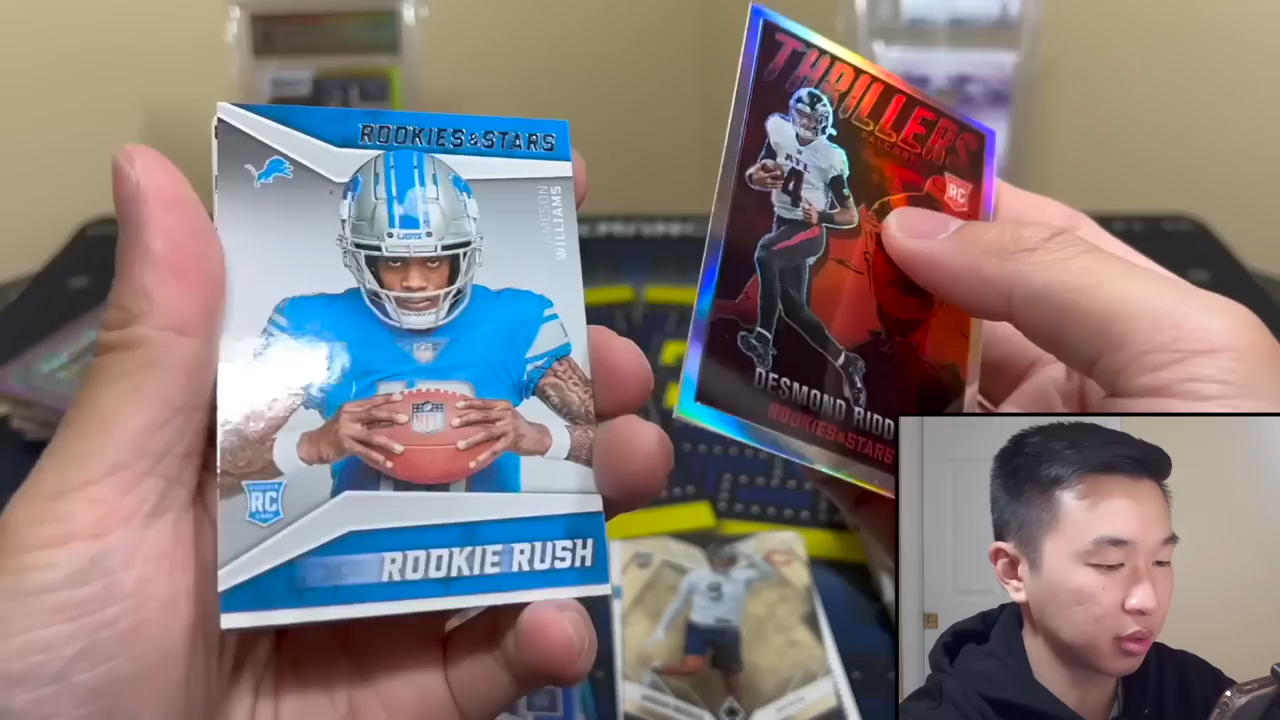 ROOKIES & STARS
JAMESON
WILLIAMS
RC
ROOKIE RUSH
THRILLERS
RC
ATL
4
DESMOND RIDD
ROOKIES & STARS